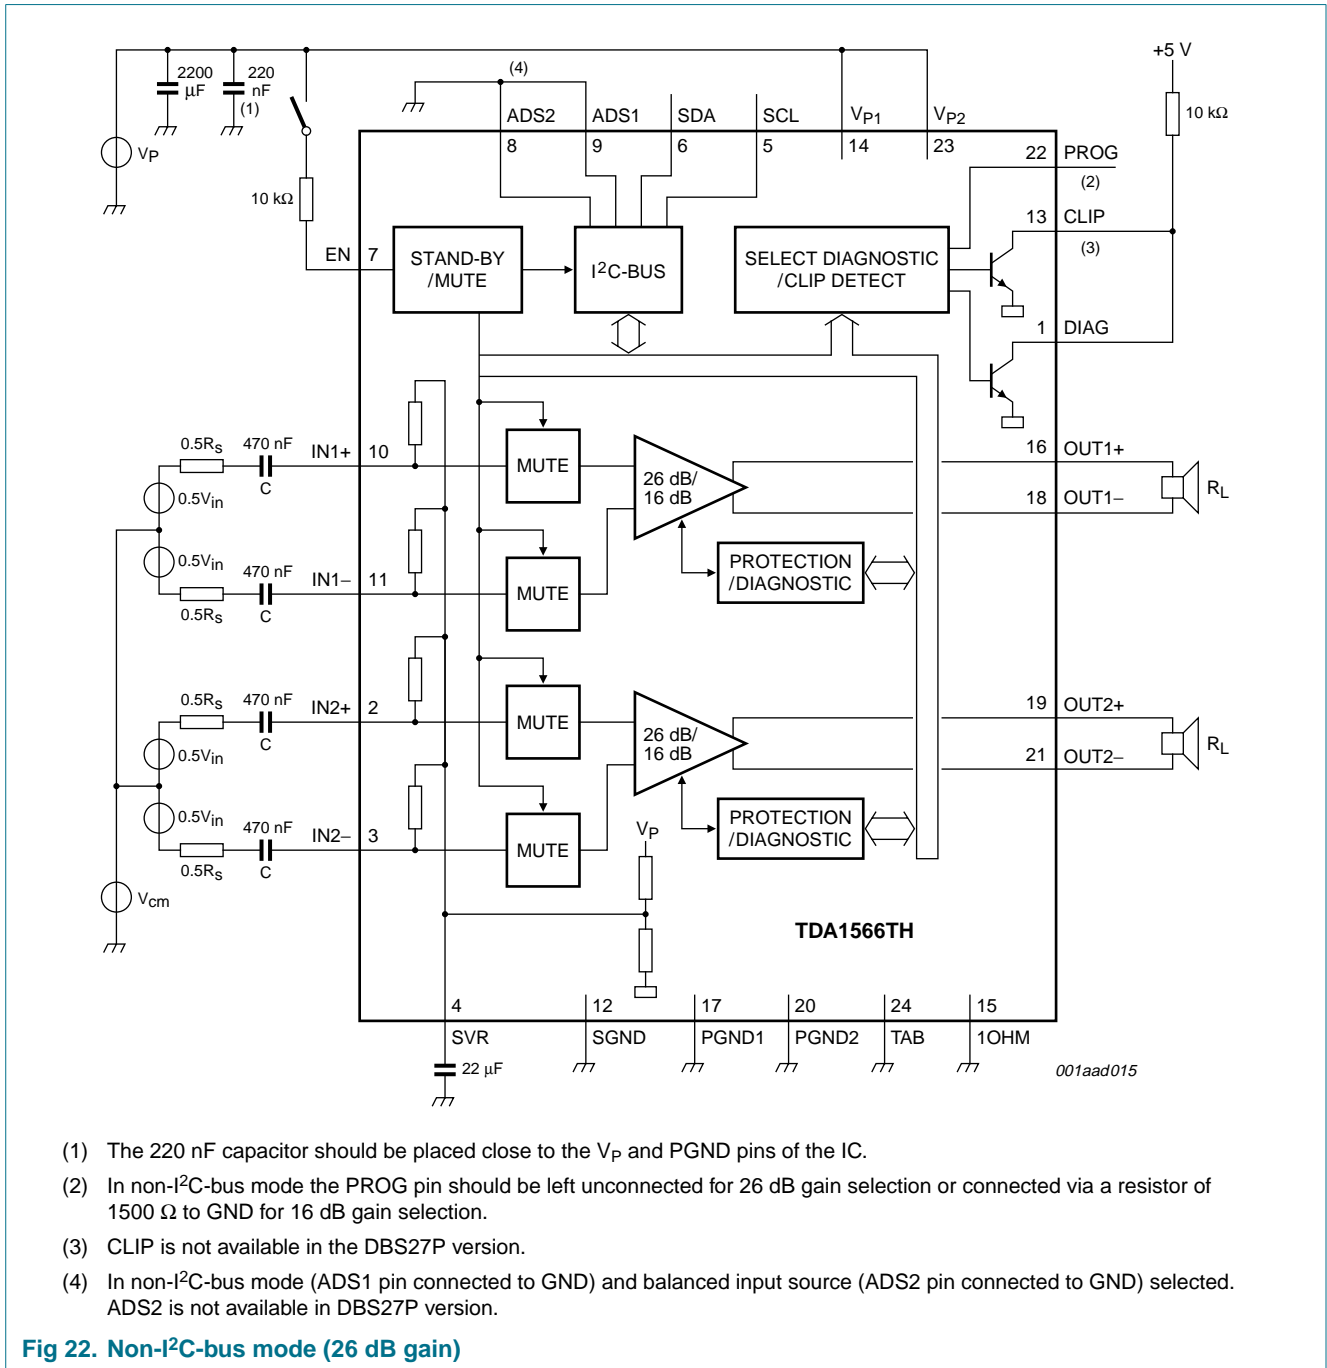 +5 V
(4)
2200 µF
220 nF
(1)
ADS2
ADS1
SDA
SCL
VP1
VP2
10 kΩ
8
9
6
5
14
23
VP
22
PROG
(2)
10 kΩ
13
CLIP
(3)
EN
7
STAND-BY
/MUTE
I2C-BUS
SELECT DIAGNOSTIC
/CLIP DETECT
1
DIAG
0.5Rs
470 nF
C
IN1+
10
MUTE
26 dB/
16 dB
16
OUT1+
0.5Vin
18
OUT1−
RL
0.5Vin
470 nF
IN1−
11
0.5Rs
C
MUTE
PROTECTION
/DIAGNOSTIC
0.5Rs
470 nF
C
IN2+
2
MUTE
26 dB/
16 dB
19
OUT2+
0.5Vin
21
OUT2−
RL
0.5Vin
470 nF
IN2−
3
0.5Rs
C
MUTE
VP
PROTECTION
/DIAGNOSTIC
Vcm
TDA1566TH
4
12
17
20
24
15
SVR
SGND
PGND1
PGND2
TAB
1OHM
22 µF
001aad015
(1) The 220 nF capacitor should be placed close to the VP and PGND pins of the IC.
(2) In non-I2C-bus mode the PROG pin should be left unconnected for 26 dB gain selection or connected via a resistor of
1500 Ω to GND for 16 dB gain selection.
(3) CLIP is not available in the DBS27P version.
(4) In non-I2C-bus mode (ADS1 pin connected to GND) and balanced input source (ADS2 pin connected to GND) selected.
ADS2 is not available in DBS27P version.
Fig 22. Non-I2C-bus mode (26 dB gain)